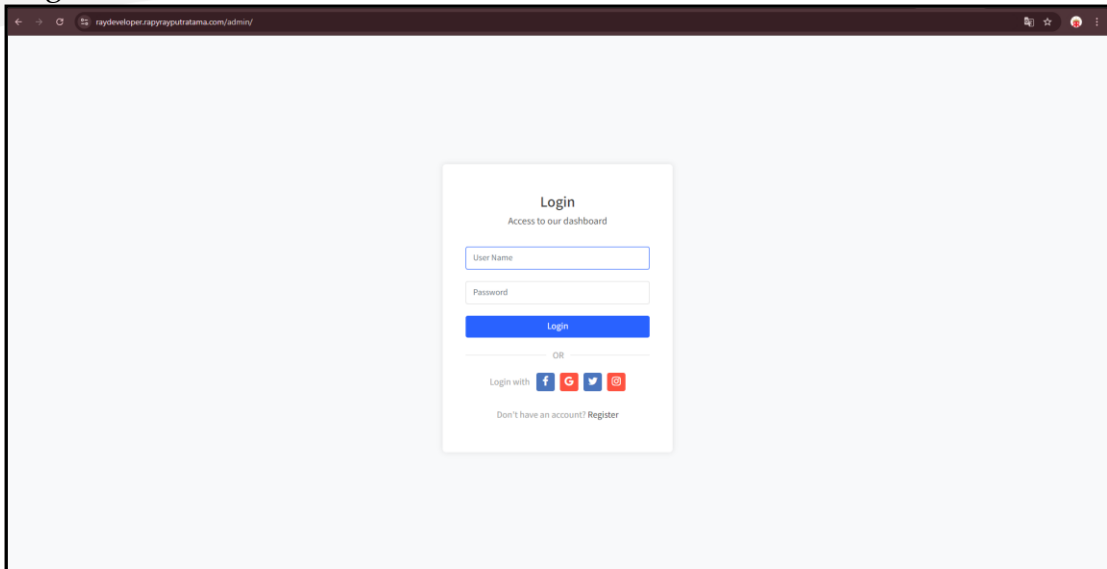 raydeveloper.rapyrayputratama.com/admin/
Login
Access to our dashboard
User Name
Password
Login
OR
Login with
Don't have an account? Register